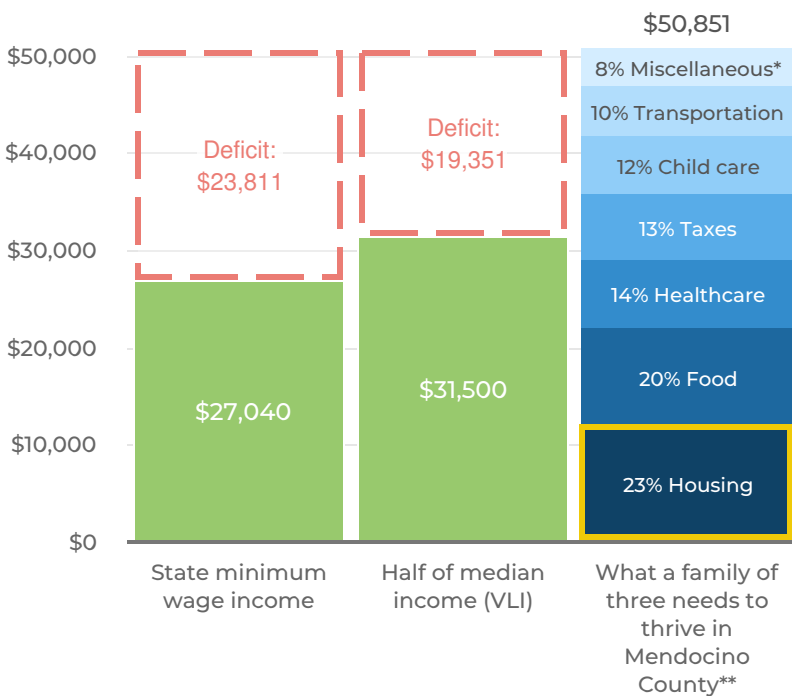 $50,851
$50,000
$40,000
$30,000
$20,000
$10,000
$0
Deficit:
$23,811
$27,040
Deficit:
$19,351
$31,500
8% Miscellaneous*
10% Transportation
12% Child care
13% Taxes
14% Healthcare
20% Food
23% Housing
State minimum
wage income
Half of median
income (VLI)
What a family of
three needs to
thrive in
Mendocino
County**